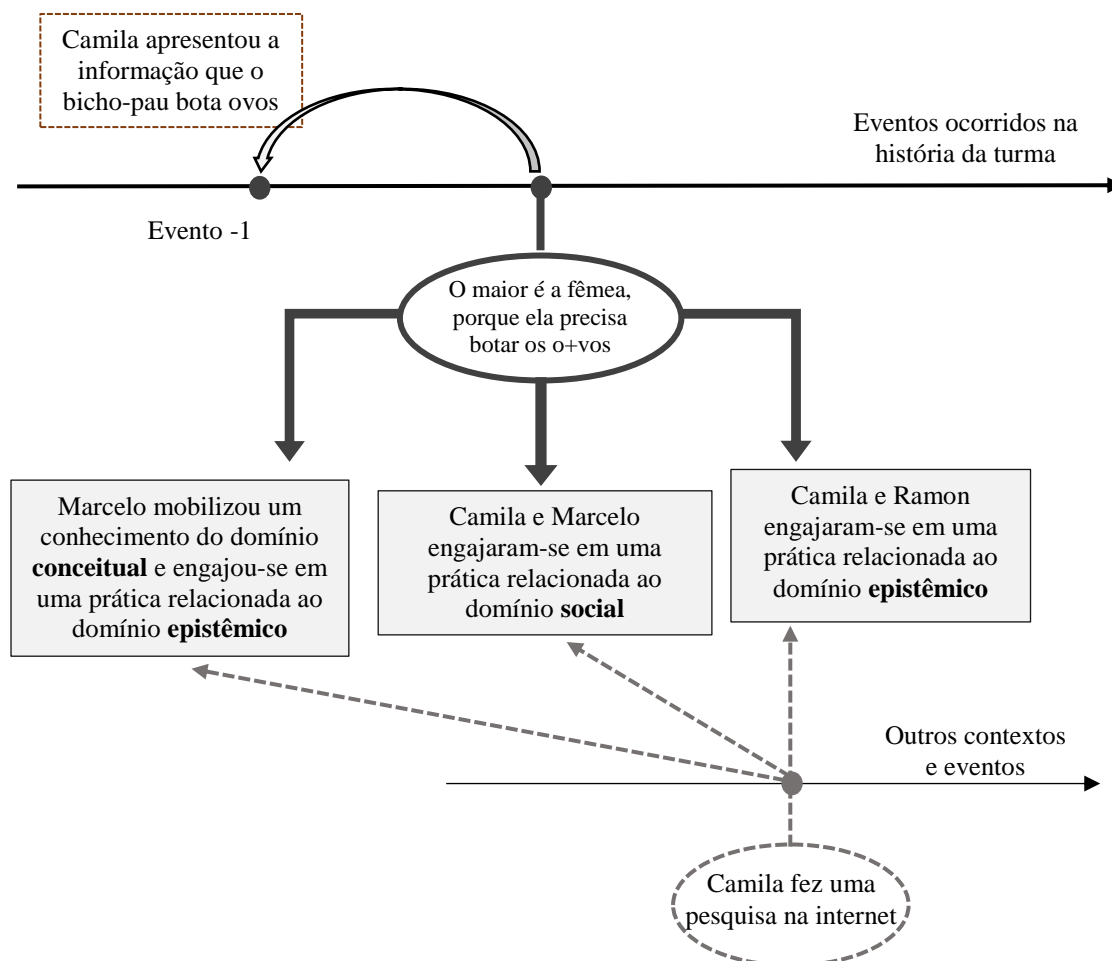 Camila apresentou a
informação que o
bicho-pau bota ovos
Eventos ocorridos na
história da turma
Evento -1
O maior é a fêmea,
porque ela precisa
botar os o+vos
Marcelo mobilizou um
conhecimento do domínio
conceitual e engajou-se em
uma prática relacionada ao
domínio epistêmico
Camila e Marcelo
engajaram-se em uma
prática relacionada ao
domínio social
Camila e Ramon
engajaram-se em uma
prática relacionada ao
domínio epistêmico
Outros contextos
e eventos
Camila fez uma
pesquisa na internet